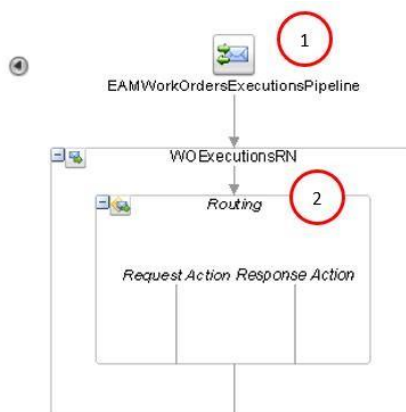 1
EAMWorkOrdersExecutionsPipeline
WOExecutionsRN
Routing
2
Request Action Response Action